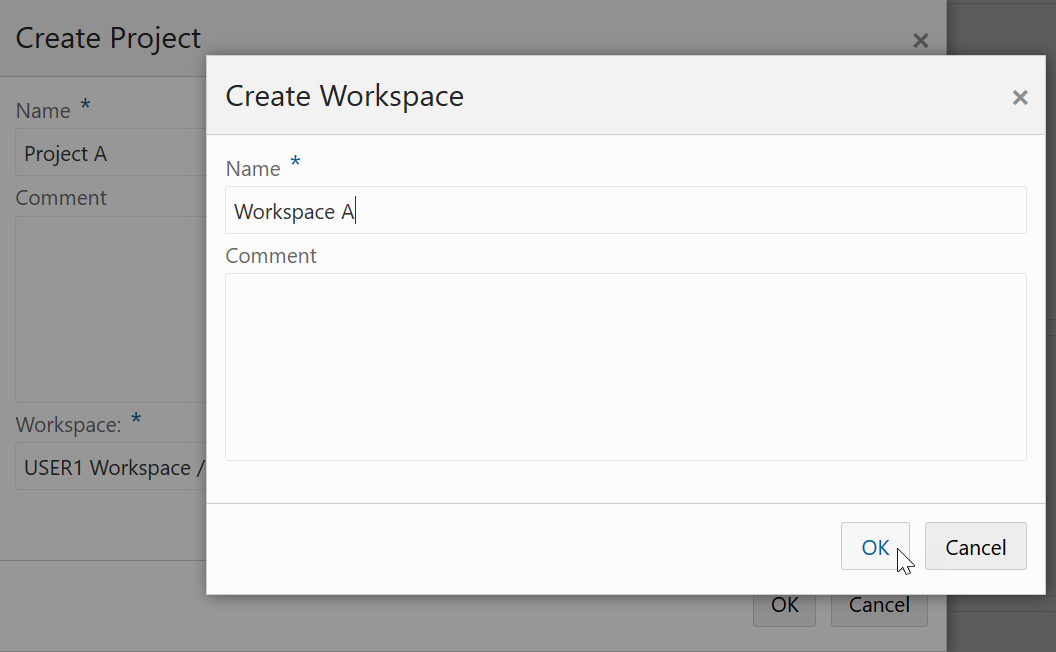 Create Project
×
Name *
Project A
Comment
Workspace: *
USER1 Workspace /
OK
Cancel
Create Workspace
×
Name *
Workspace A
Comment
OK
Cancel